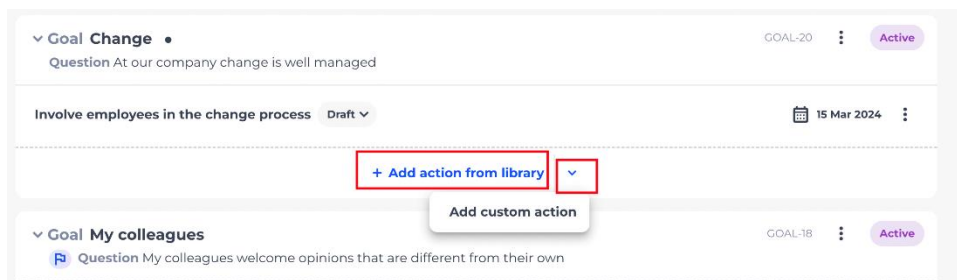 Goal Change •
GOAL-20
Active
Question At our company change is well managed
Involve employees in the change process
Draft
15 Mar 2024
+ Add action from library
Add custom action
Goal My colleagues
GOAL-18
Active
Question My colleagues welcome opinions that are different from their own